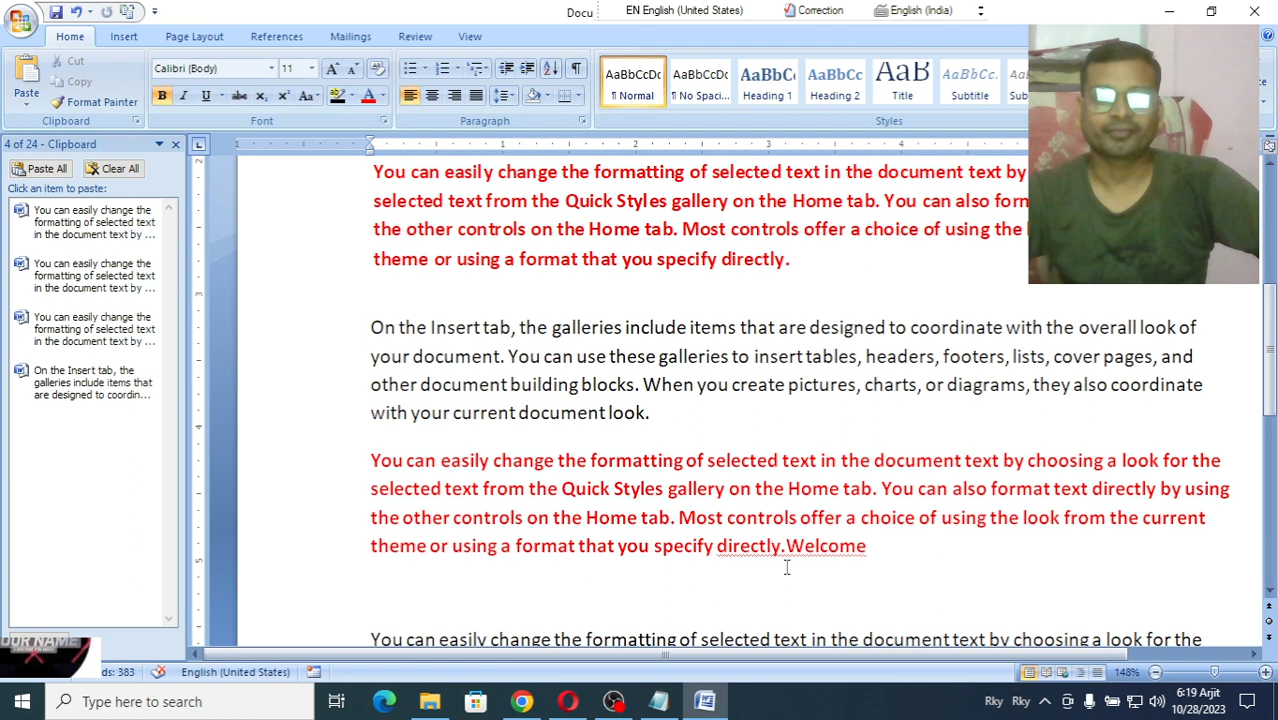 Docu
EN English (United States) Correction English (India)
Home Insert Page Layout References Mailings Review View
Paste Cut Copy Format Painter
Calibri (Body) 11
AaBbCcDc AaBbCcDc AaBbCc AaBbCc AaB AaBbCcI
¶ Normal ¶ No Spaci... Heading 1 Heading 2 Title Subtitle
Clipboard Font Paragraph Styles
4 of 24 - Clipboard
Paste All Clear All
Click an item to paste:
You can easily change the
formatting of selected text
in the document text by ...
You can easily change the
formatting of selected text
in the document text by ...
You can easily change the
formatting of selected text
in the document text by ...
On the Insert tab, the
galleries include items that
are designed to coordin...
You can easily change the formatting of selected text in the document text by
selected text from the Quick Styles gallery on the Home tab. You can also
the other controls on the Home tab. Most controls offer a choice of using the
theme or using a format that you specify directly.
On the Insert tab, the galleries include items that are designed to coordinate with the overall look of
your document. You can use these galleries to insert tables, headers, footers, lists, cover pages, and
other document building blocks. When you create pictures, charts, or diagrams, they also coordinate
with your current document look.
You can easily change the formatting of selected text in the document text by choosing a look for the
selected text from the Quick Styles gallery on the Home tab. You can also format text directly by using
the other controls on the Home tab. Most controls offer a choice of using the look from the current
theme or using a format that you specify directly.Welcome
You can easily change the formatting of selected text in the document text by choosing a look for the
OUR NAME
ds: 383 English (United States) 148%
Type here to search
Rky Rky
6:19 Arjit
10/28/2023